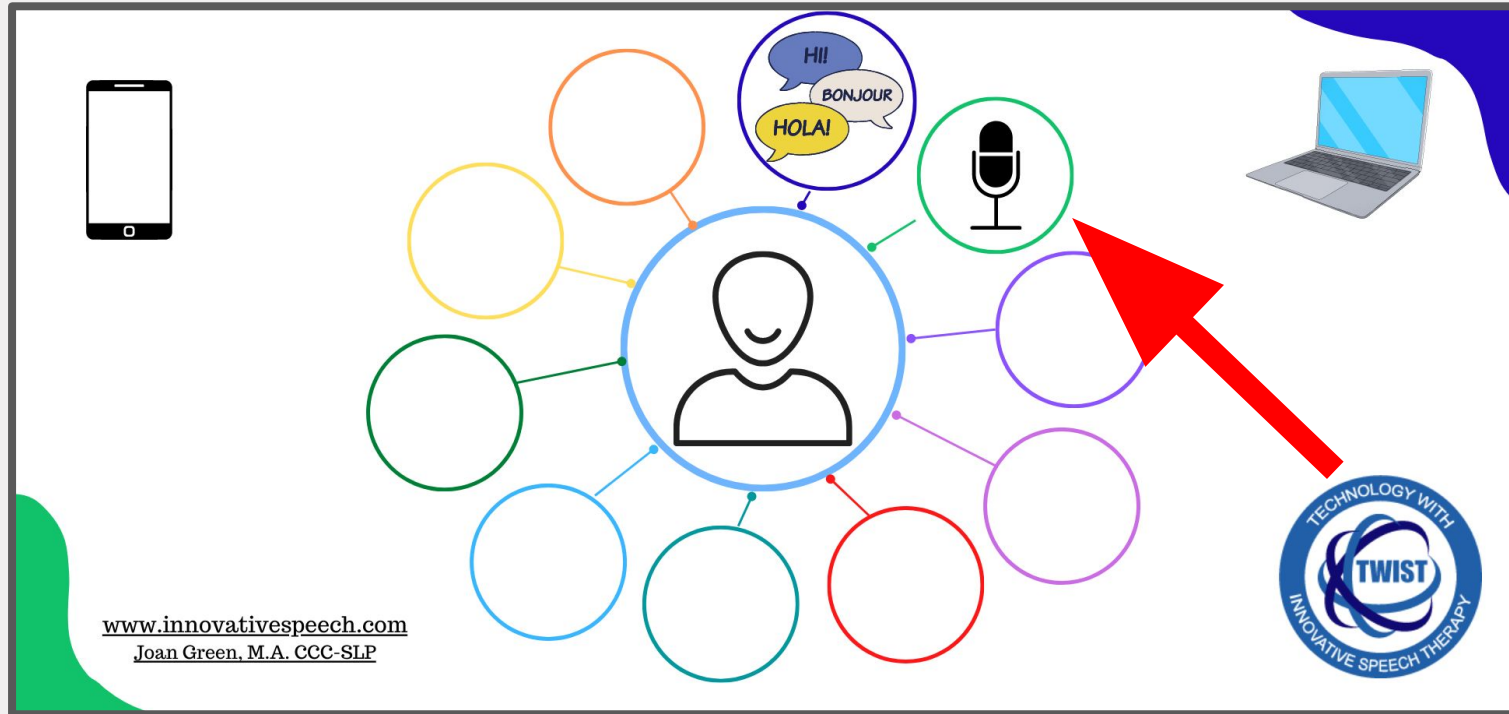 HI!
BONJOUR
HOLA!
www.innovativespeech.com
Joan Green, M.A. CCC-SLP
TECHNOLOGY WITH
TWIST
INNOVATIVE SPEECH THERAPY